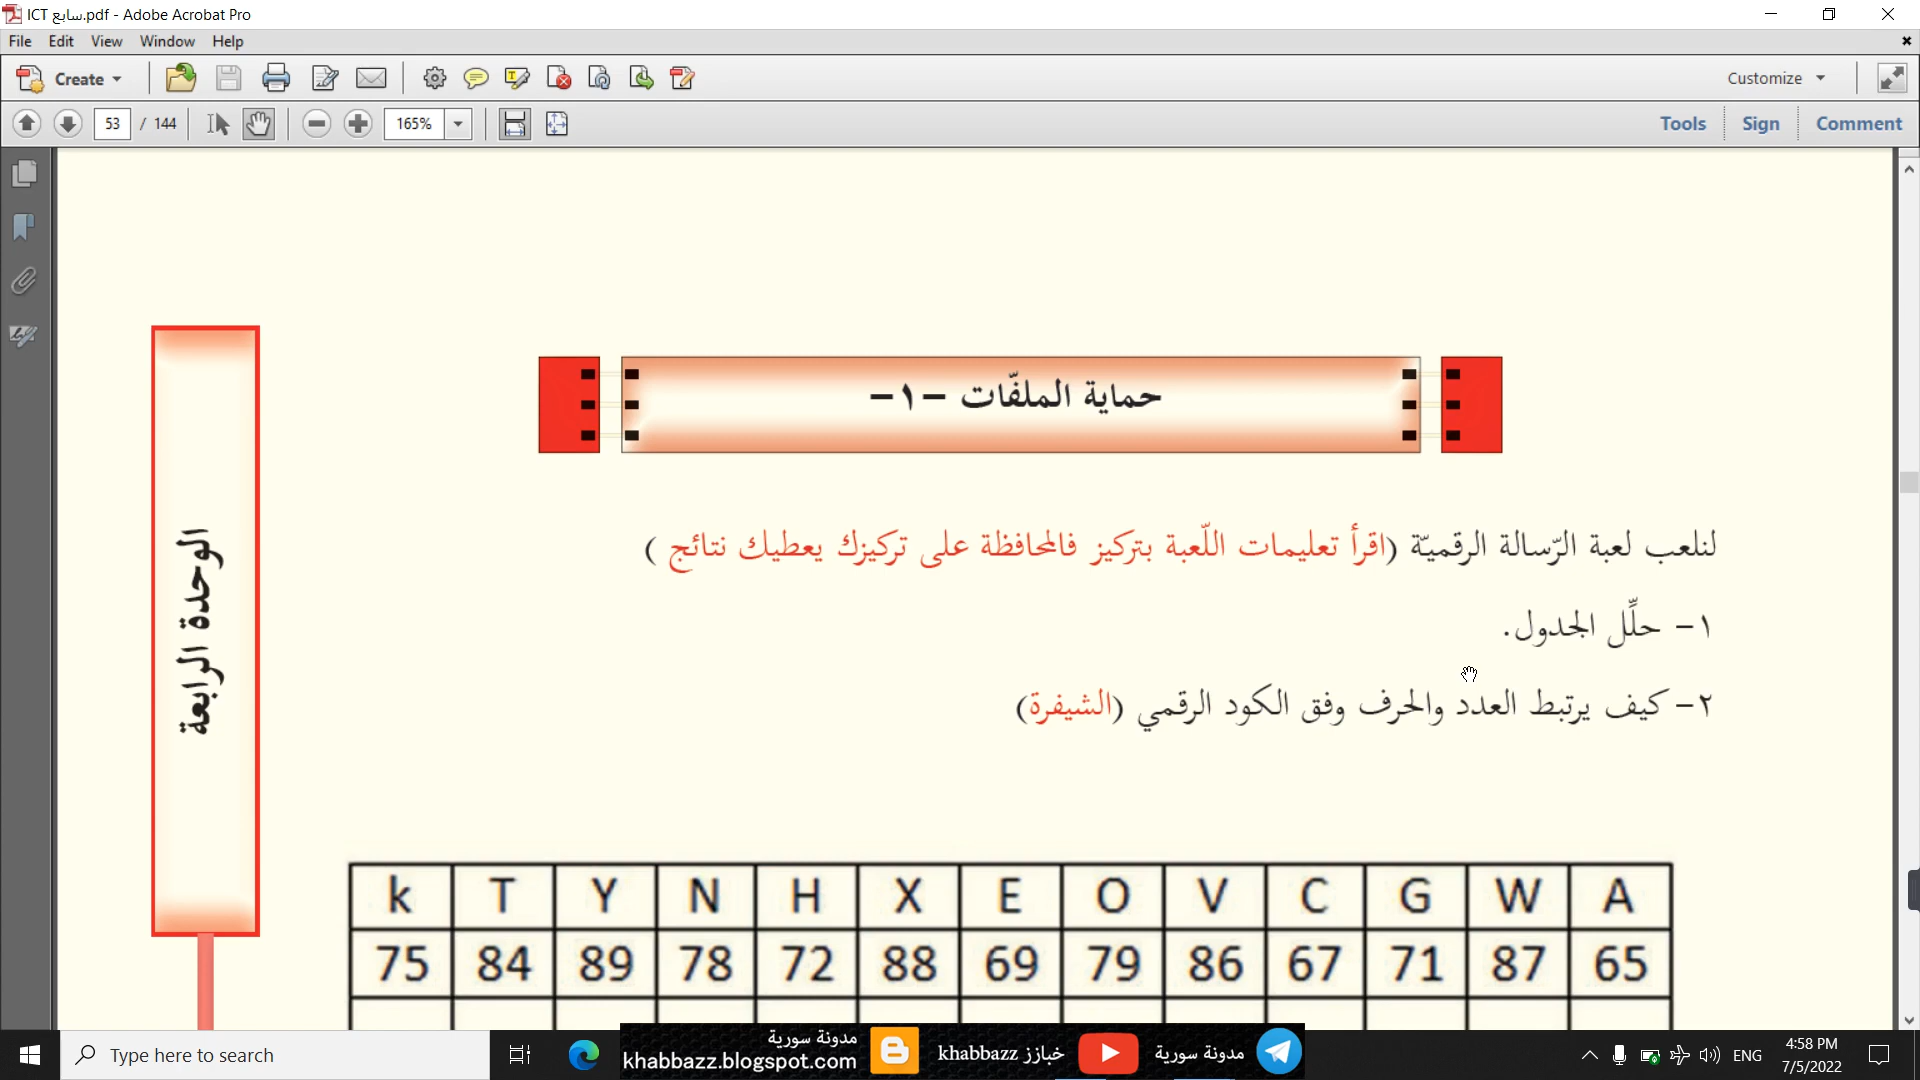 ICT سابع.pdf - Adobe Acrobat Pro
File Edit View Window Help
Create
Customize
53 / 144
165%
Tools Sign Comment
حماية الملفّات -١-
الوحدة الرابعة
لنلعب لعبة الرّسالة الرقميّة (اقرأ تعليمات اللّعبة بتركيز فالمحافظة على تركيزك يعطيك نتائج )
١- حلِّل الجدول.
٢- كيف يرتبط العدد والحرف وفق الكود الرقمي (الشيفرة)
k T Y N H X E O V C G W A
75 84 89 78 72 88 69 79 86 67 71 87 65
Type here to search
مدونة سورية
khabbazz.blogspot.com
khabbazz خبازز
مدونة سورية
ENG
4:58 PM
7/5/2022